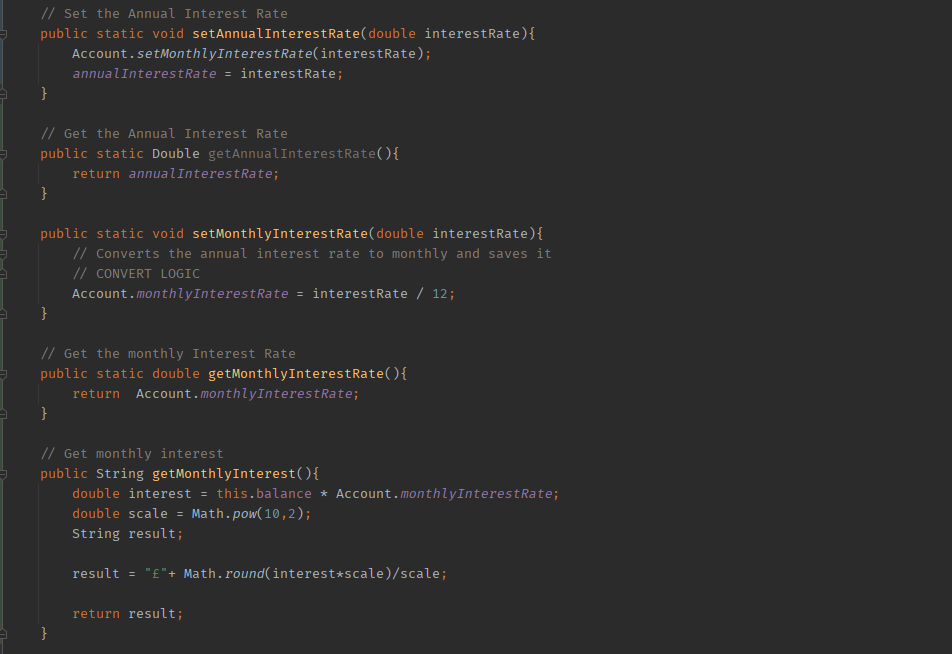 // Set the Annual Interest Rate
public static void setAnnualInterestRate(double interestRate){
    Account.setMonthlyInterestRate(interestRate);
    annualInterestRate = interestRate;
}

// Get the Annual Interest Rate
public static Double getAnnualInterestRate(){
    return annualInterestRate;
}

public static void setMonthlyInterestRate(double interestRate){
    // Converts the annual interest rate to monthly and saves it
    // CONVERT LOGIC
    Account.monthlyInterestRate = interestRate / 12;
}

// Get the monthly Interest Rate
public static double getMonthlyInterestRate(){
    return  Account.monthlyInterestRate;
}

// Get monthly interest
public String getMonthlyInterest(){
    double interest = this.balance * Account.monthlyInterestRate;
    double scale = Math.pow(10,2);
    String result;

    result = "£"+ Math.round(interest*scale)/scale;

    return result;
}